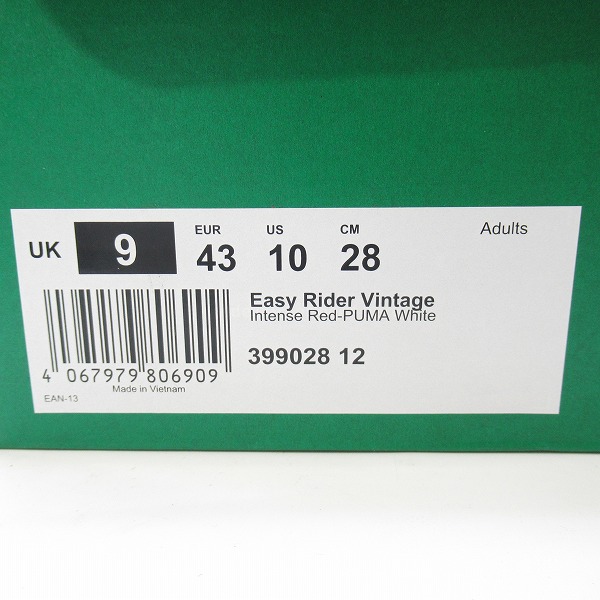 Adults
EUR US CM
UK 9 43 10 28
Easy Rider Vintage
Intense Red-PUMA White
399028 12
4 067979 806909
Made in Vietnam
EAN-13